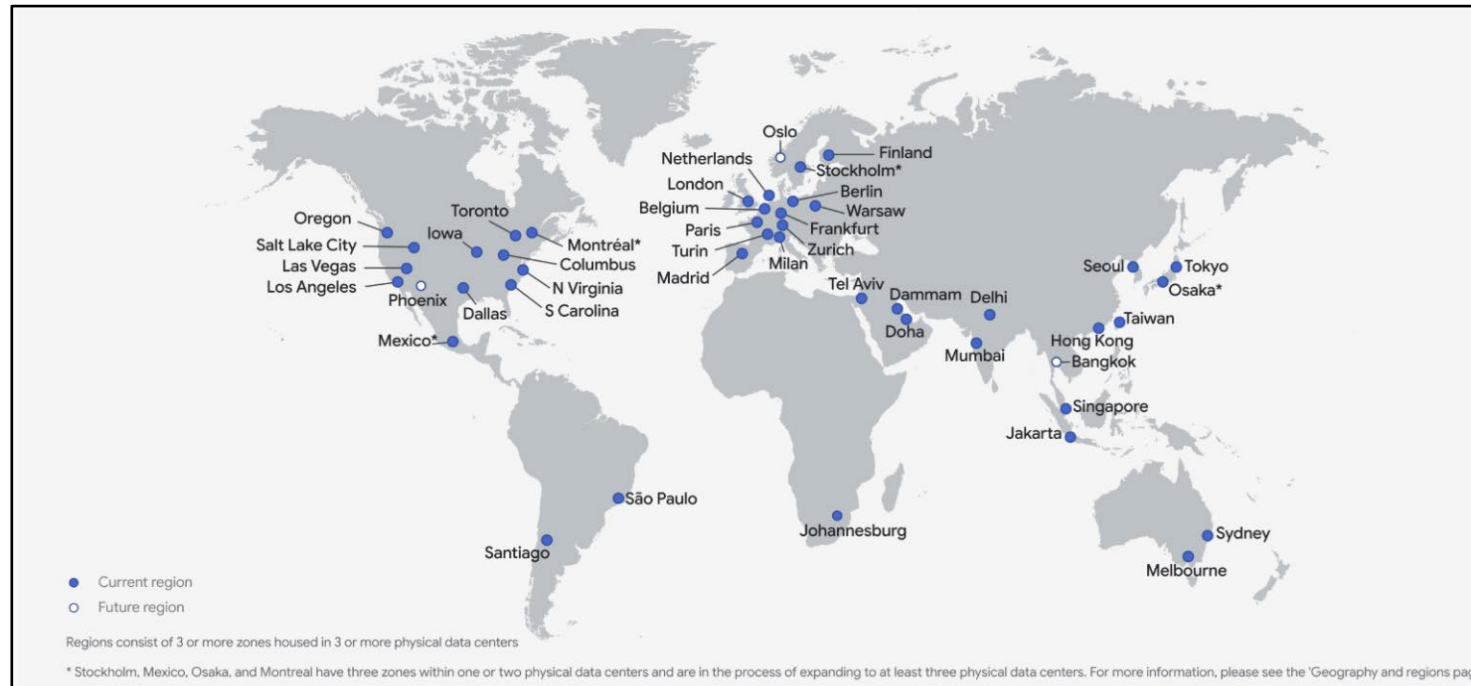 Oslo
Finland
Netherlands
Stockholm*
London
Berlin
Belgium
Warsaw
Paris
Frankfurt
Turin
Zurich
Madrid
Milan
Oregon
Toronto
Salt Lake City
Iowa
Montréal*
Las Vegas
Columbus
Los Angeles
N Virginia
Phoenix
Dallas
S Carolina
Mexico*
Tel Aviv
Dammam
Doha
Delhi
Mumbai
Seoul
Tokyo
Osaka*
Taiwan
Hong Kong
Bangkok
Singapore
Jakarta
São Paulo
Santiago
Johannesburg
Sydney
Melbourne
Current region
Future region
Regions consist of 3 or more zones housed in 3 or more physical data centers
* Stockholm, Mexico, Osaka, and Montreal have three zones within one or two physical data centers and are in the process of expanding to at least three physical data centers. For more information, please see the 'Geography and regions pag